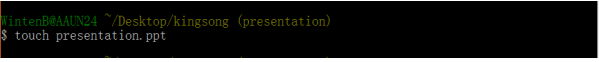 WintenB@AAUN24 ~/Desktop/kingsong (presentation)
$ touch presentation.ppt